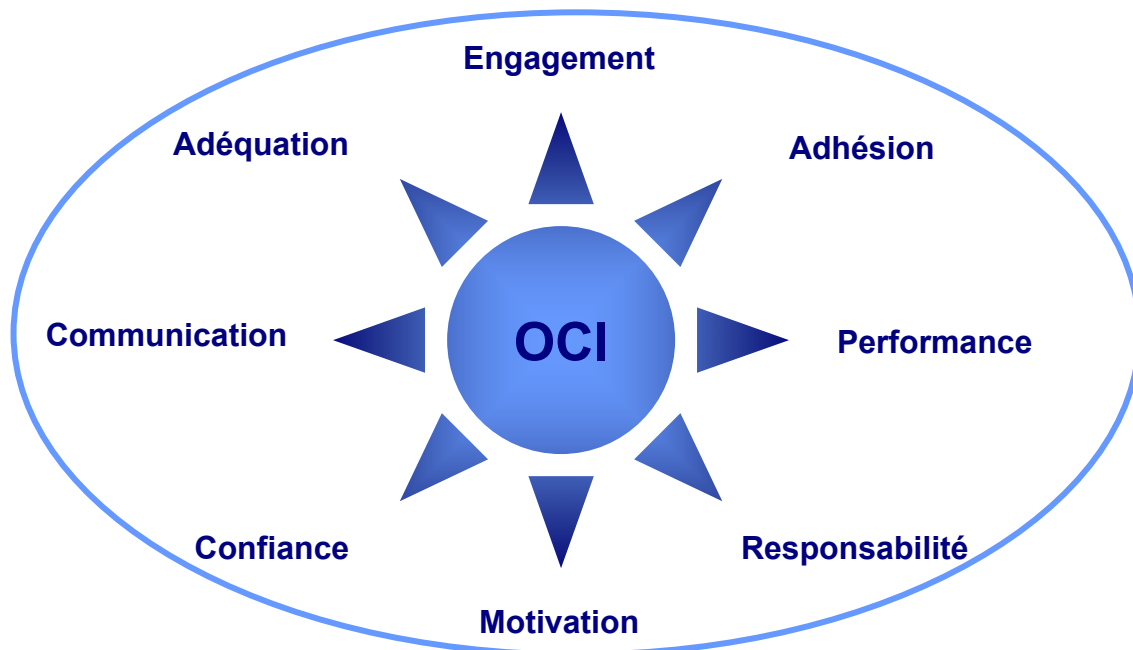 Engagement
Adéquation
Adhésion
Communication
OCI
Performance
Confiance
Responsabilité
Motivation